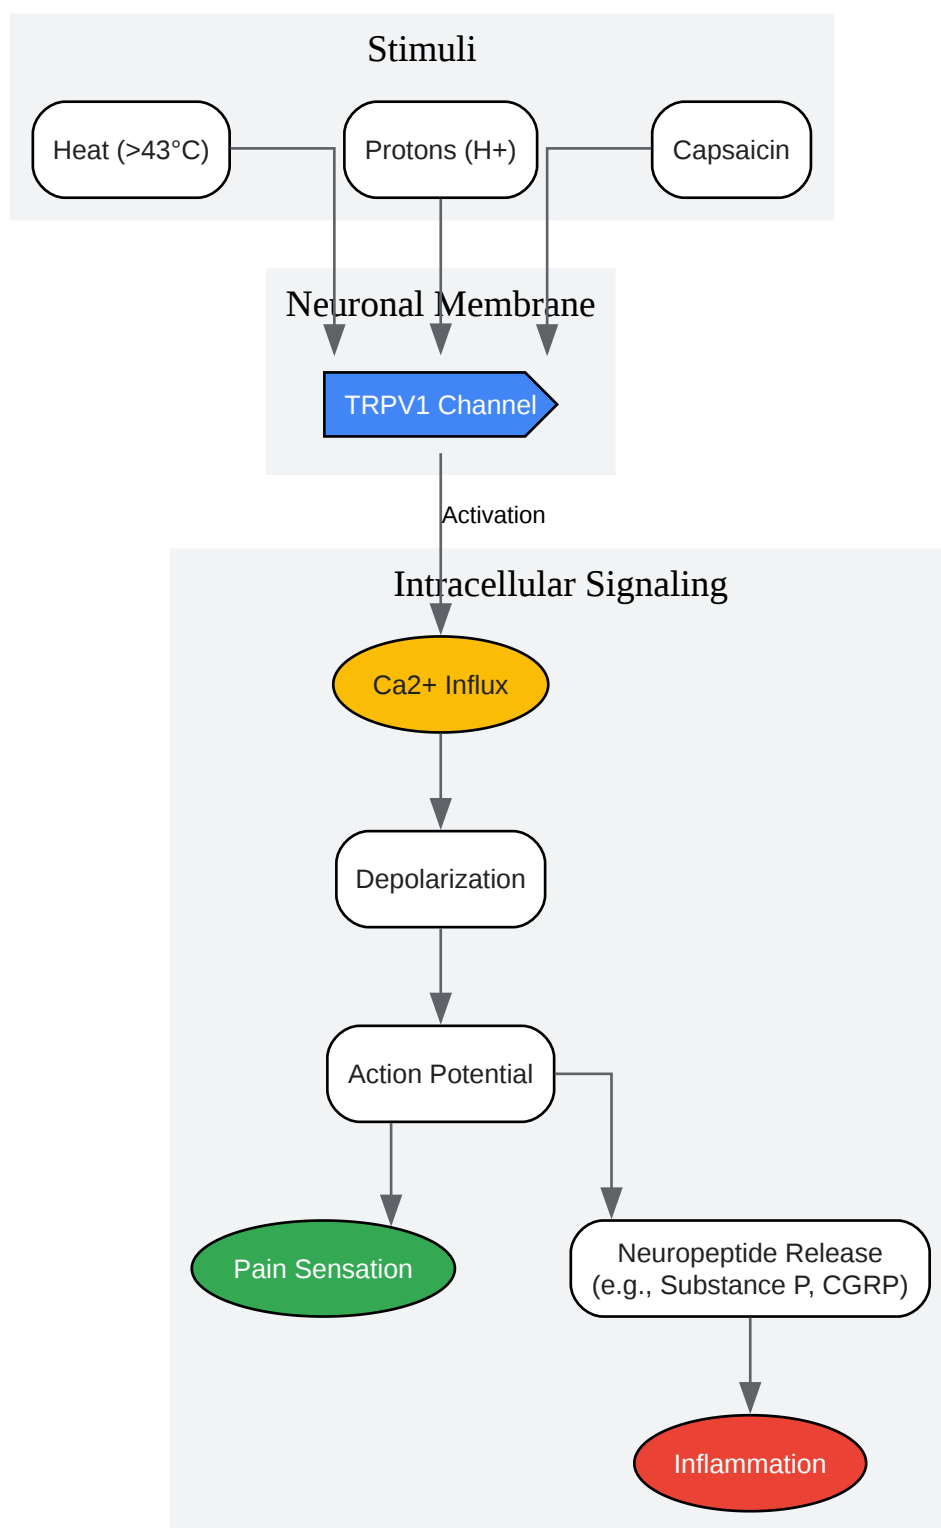 Stimuli
Heat (>43°C)
Protons (H+)
Capsaicin
Neuronal Membrane
TRPV1 Channel
Activation
Intracellular Signaling
Ca2+ Influx
Depolarization
Action Potential
Pain Sensation
Neuropeptide Release
(e.g., Substance P, CGRP)
Inflammation